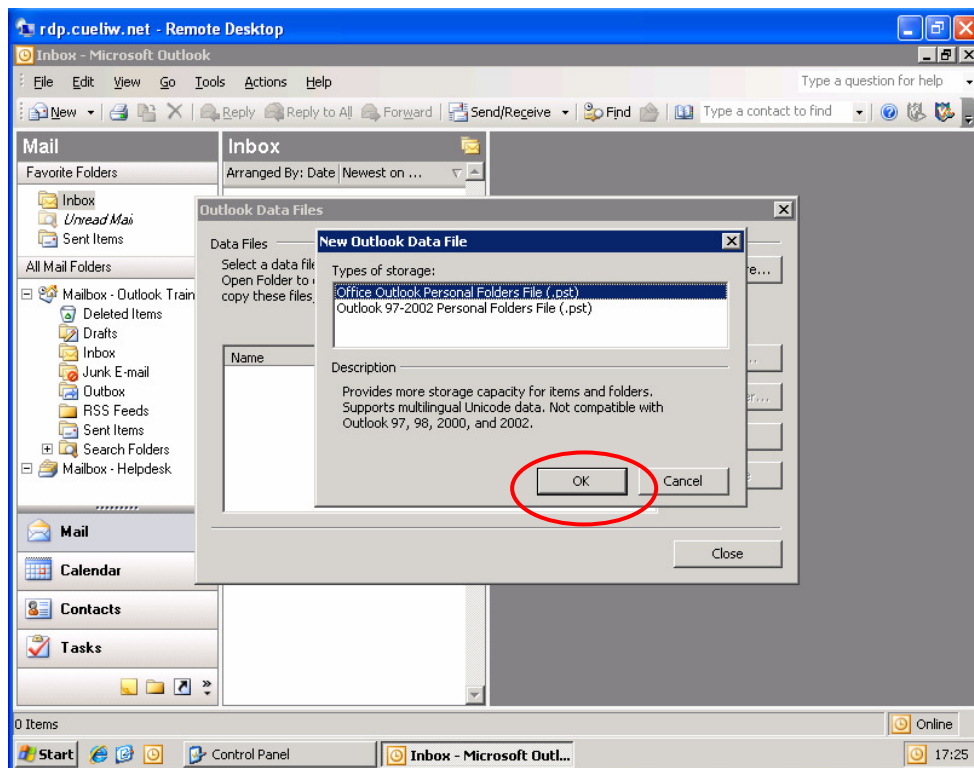 rdp.cueliw.net - Remote Desktop
Inbox - Microsoft Outlook
File Edit View Go Tools Actions Help
Type a question for help
New Reply Reply to All Forward Send/Receive Find Type a contact to find
Mail
Favorite Folders
Inbox
Unread Mai
Sent Items
All Mail Folders
Mailbox - Outlook Train
Deleted Items
Drafts
Inbox
Junk E-mail
Outbox
RSS Feeds
Sent Items
Search Folders
Mailbox - Helpdesk
Mail
Calendar
Contacts
Tasks
Inbox
Arranged By: Date Newest on ...
Outlook Data Files
Data Files
Select a data file
Open Folder to
copy these files,
Name
Close
New Outlook Data File
Types of storage:
Office Outlook Personal Folders File (.pst)
Outlook 97-2002 Personal Folders File (.pst)
Description
Provides more storage capacity for items and folders.
Supports multilingual Unicode data. Not compatible with
Outlook 97, 98, 2000, and 2002.
OK Cancel
0 Items
Online
Start Control Panel Inbox - Microsoft Outl... 17:25